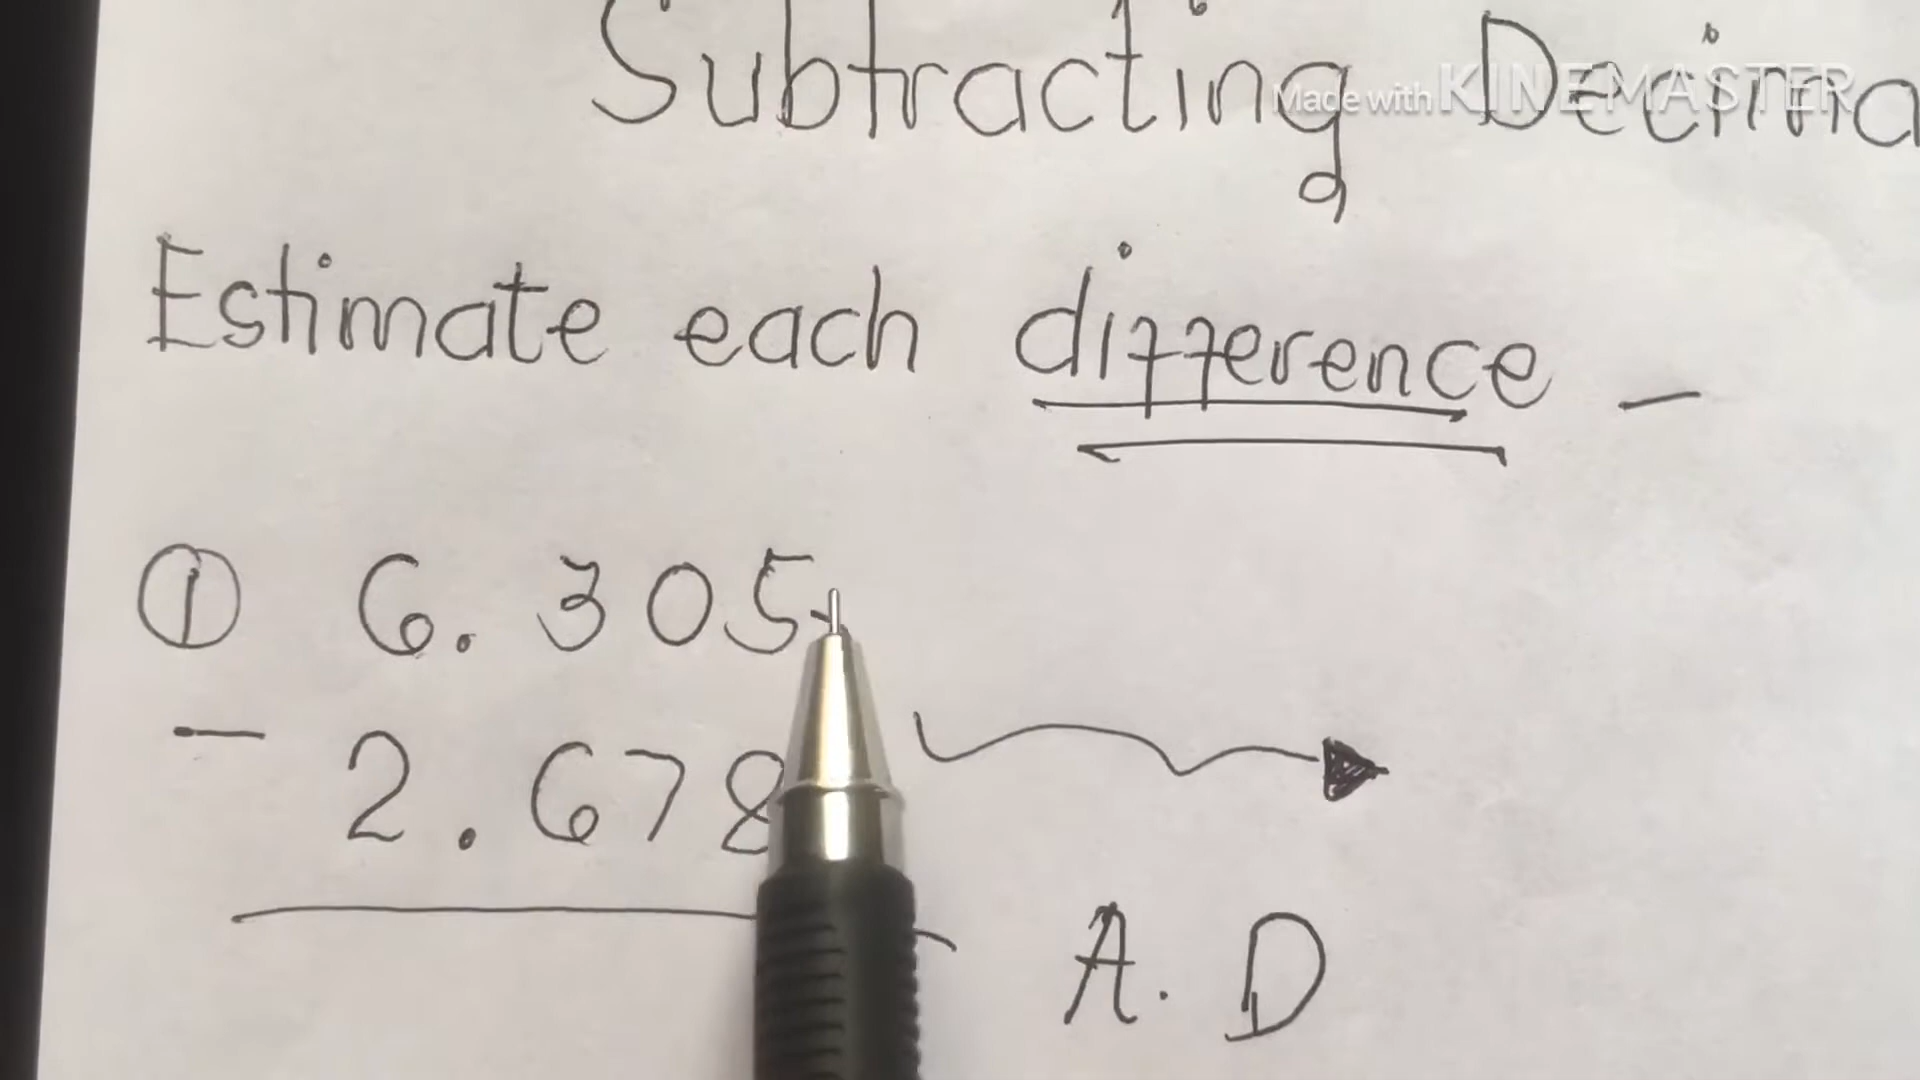 Subtracting Decima
Made with KINEMASTER
Estimate each difference –
① 6.305
– 2.678
A. D